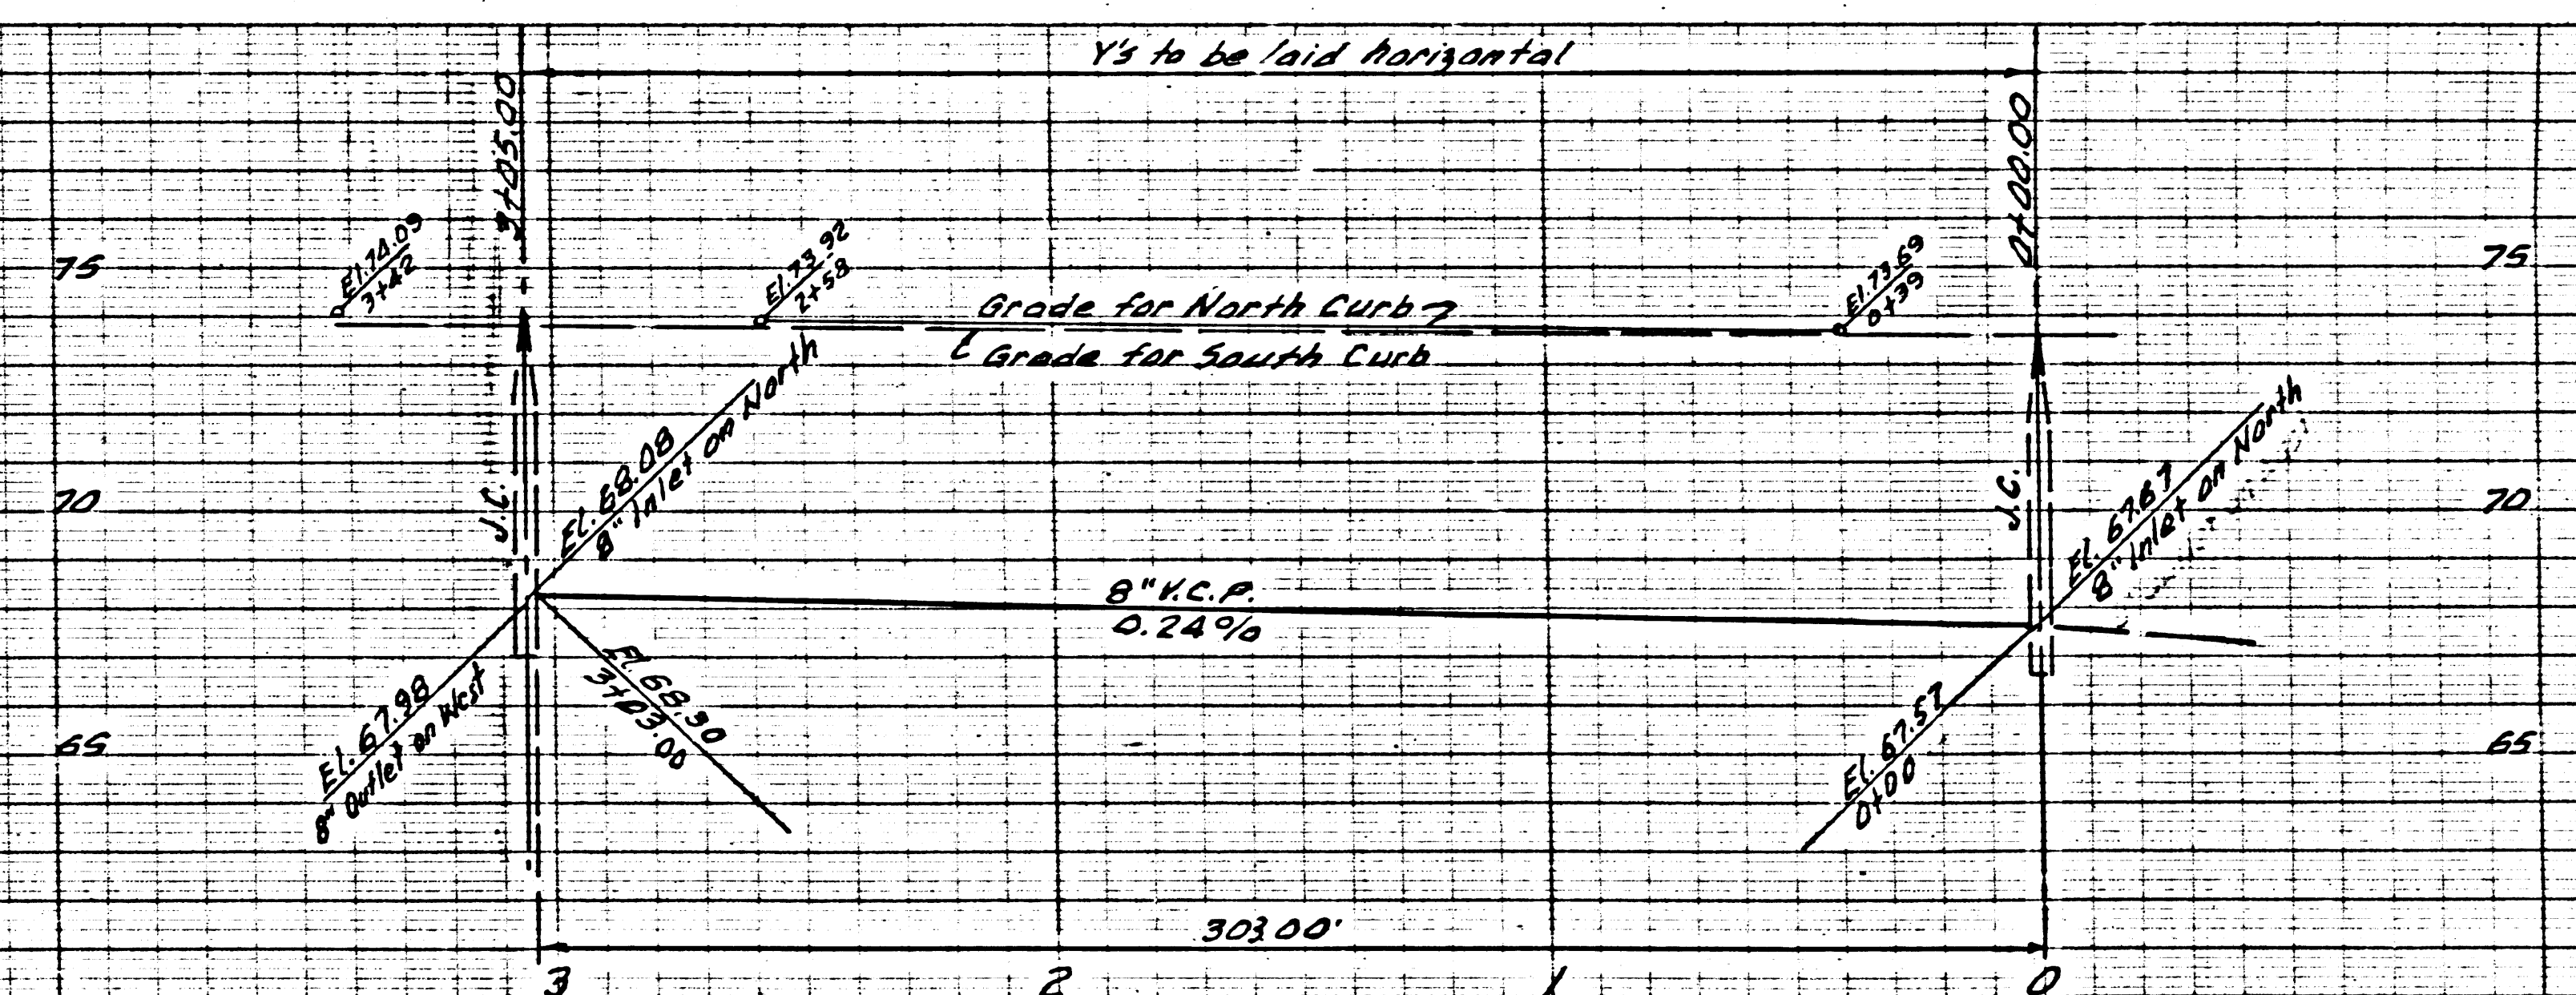 Y's to be laid horizontal
3+05.00
0+00.00
El.74.09
3+42
El.73.92
2+58
El.73.69
0+39
75
75
Grade for North Curb
Grade for South Curb
El. 68.08
8" Inlet on North
El. 67.67
8" Inlet on North
J.C.
J.C.
70
70
8" V.C.P.
0.24%
El. 68.30
3+03.00
El. 67.98
8" Outlet on West
El. 67.57
0+00
65
65
303.00'
3
2
1
0